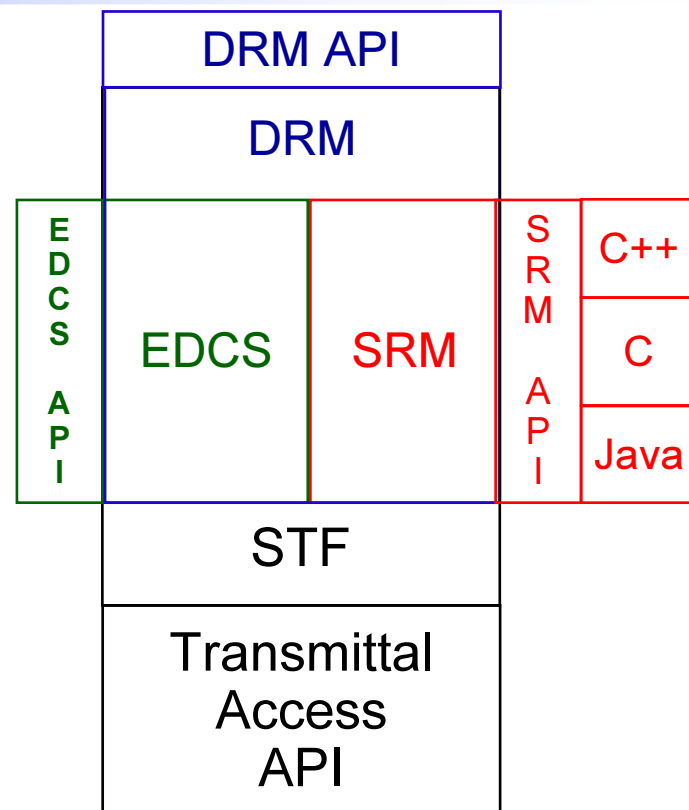 DRM API
DRM
E
D
C
S
A
P
I
EDCS
SRM
S
R
M
A
P
I
C++
C
Java
STF
Transmittal
Access
API